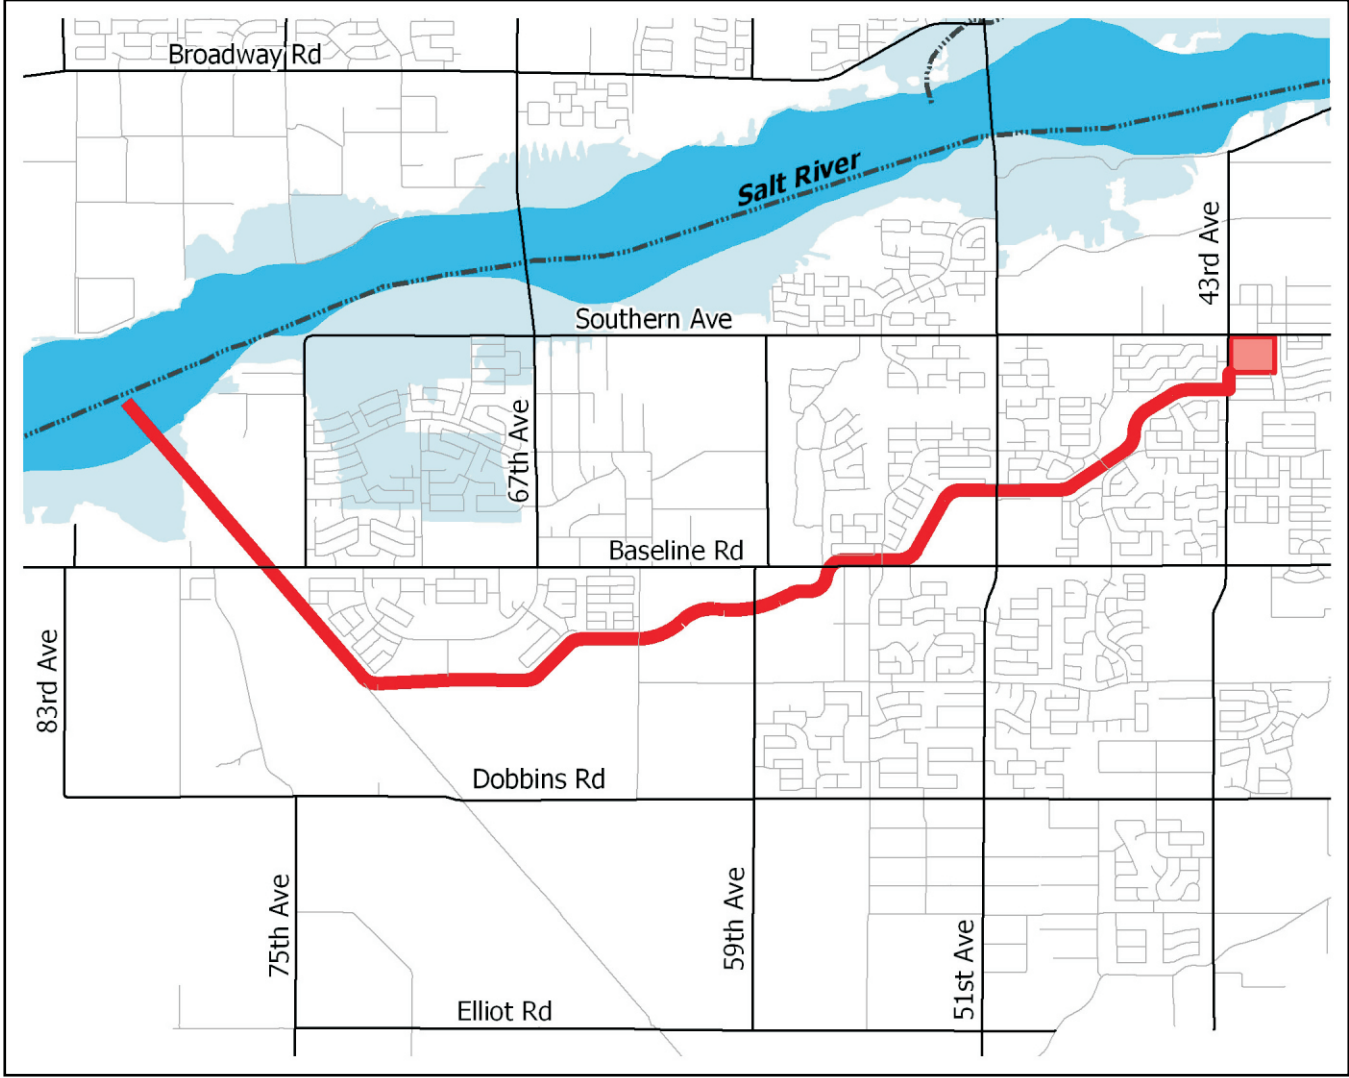 Broadway Rd
Salt River
43rd Ave
Southern Ave
67th Ave
Baseline Rd
83rd Ave
Dobbins Rd
75th Ave
59th Ave
51st Ave
Elliot Rd